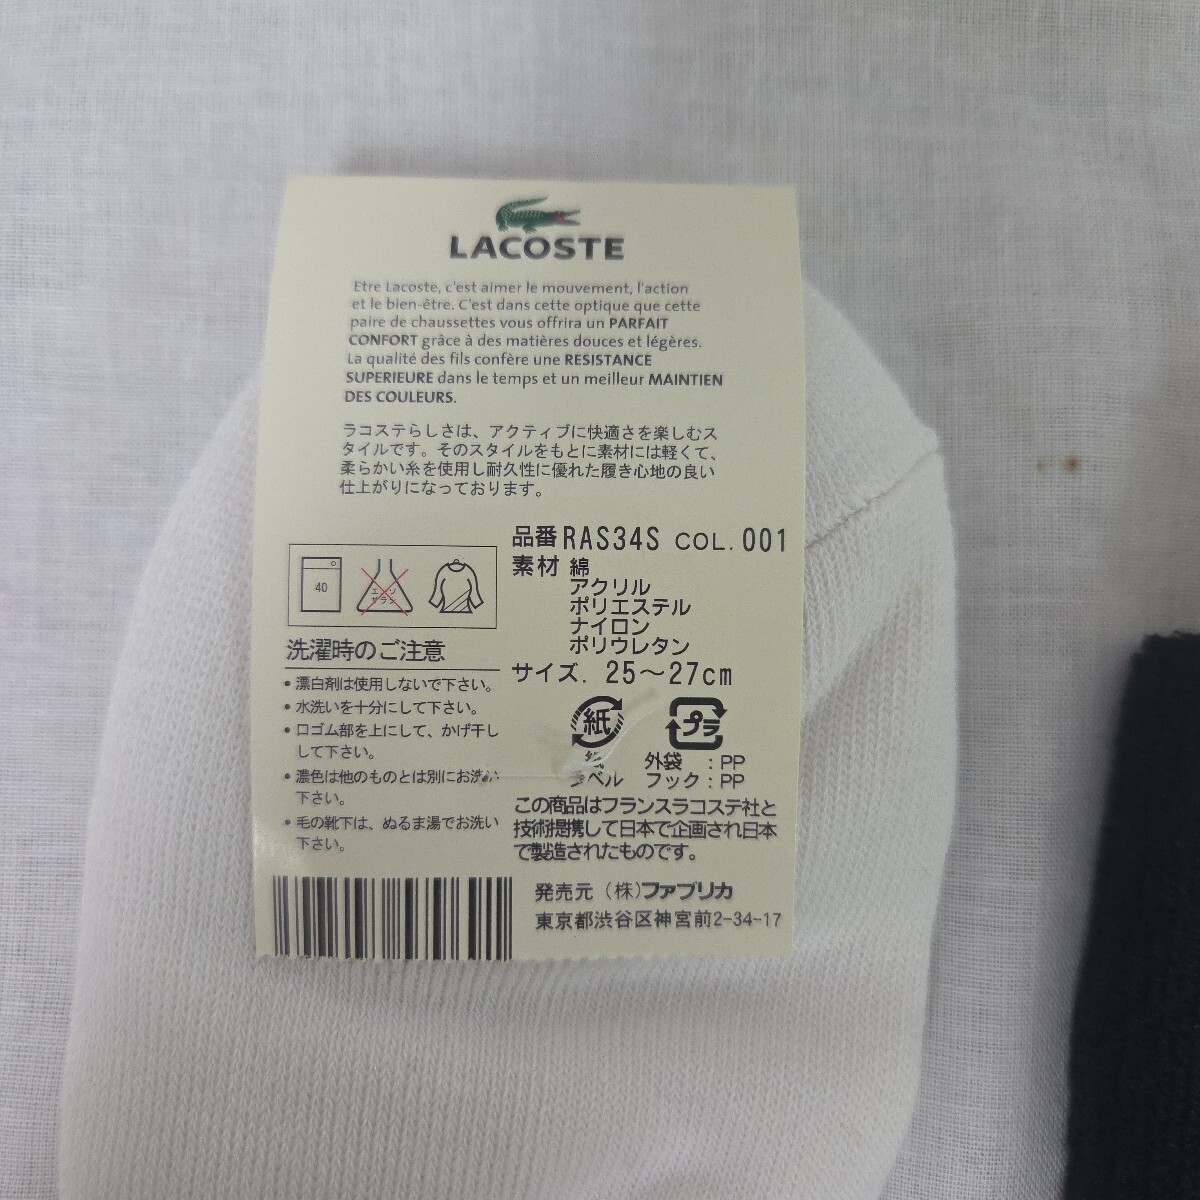 LACOSTE
Etre Lacoste, c'est aimer le mouvement, l'action
et le bien-être. C'est dans cette optique que cette
paire de chaussettes vous offrira un PARFAIT
CONFORT grâce à des matières douces et légères.
La qualité des fils confère une RESISTANCE
SUPERIEURE dans le temps et un meilleur MAINTIEN
DES COULEURS.
ラコステらしさは、アクティブに快適さを楽しむス
タイルです。そのスタイルをもとに素材には軽くて、
柔らかい糸を使用し耐久性に優れた履き心地の良い
仕上がりになっております。
品番 RAS34S COL. 001
素材 綿
アクリル
ポリエステル
ナイロン
ポリウレタン
サイズ. 25～27cm
40
エンソ
サラシ
洗濯時のご注意
・漂白剤は使用しないで下さい。
・水洗いを十分にして下さい。
・口ゴム部を上にして、かげ干し
して下さい。
・濃色は他のものとは別にお洗い
下さい。
・毛の靴下は、ぬるま湯でお洗い
下さい。
紙
プラ
紙
ラベル
外袋 : PP
フック : PP
この商品はフランスラコステ社と
技術提携して日本で企画され日本
で製造されたものです。
発売元 (株)ファブリカ
東京都渋谷区神宮前2-34-17